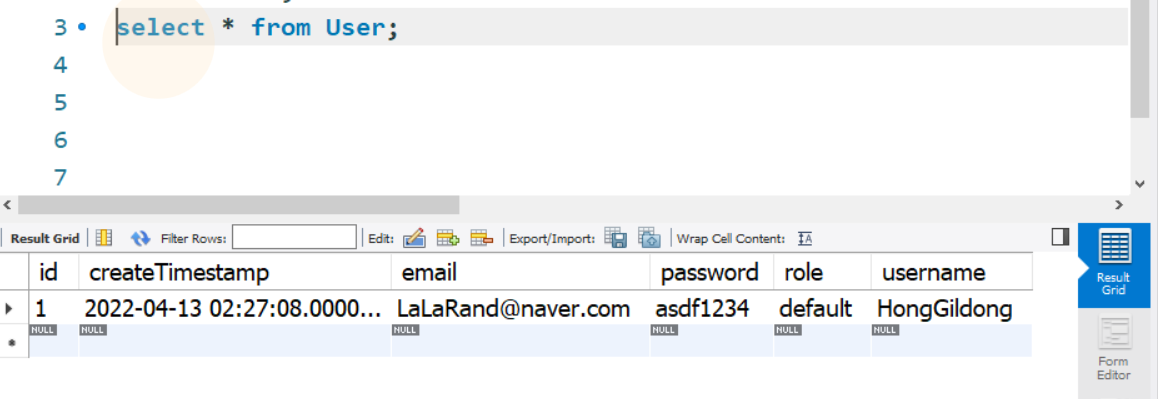 3 select * from User;
4
5
6
7
Result Grid Filter Rows: Edit: Export/Import: Wrap Cell Content: IA
id createTimestamp email password role username
1 2022-04-13 02:27:08.0000... LaLaRand@naver.com asdf1234 default HongGildong
NULL NULL NULL NULL NULL NULL
Result
Grid
Form
Editor